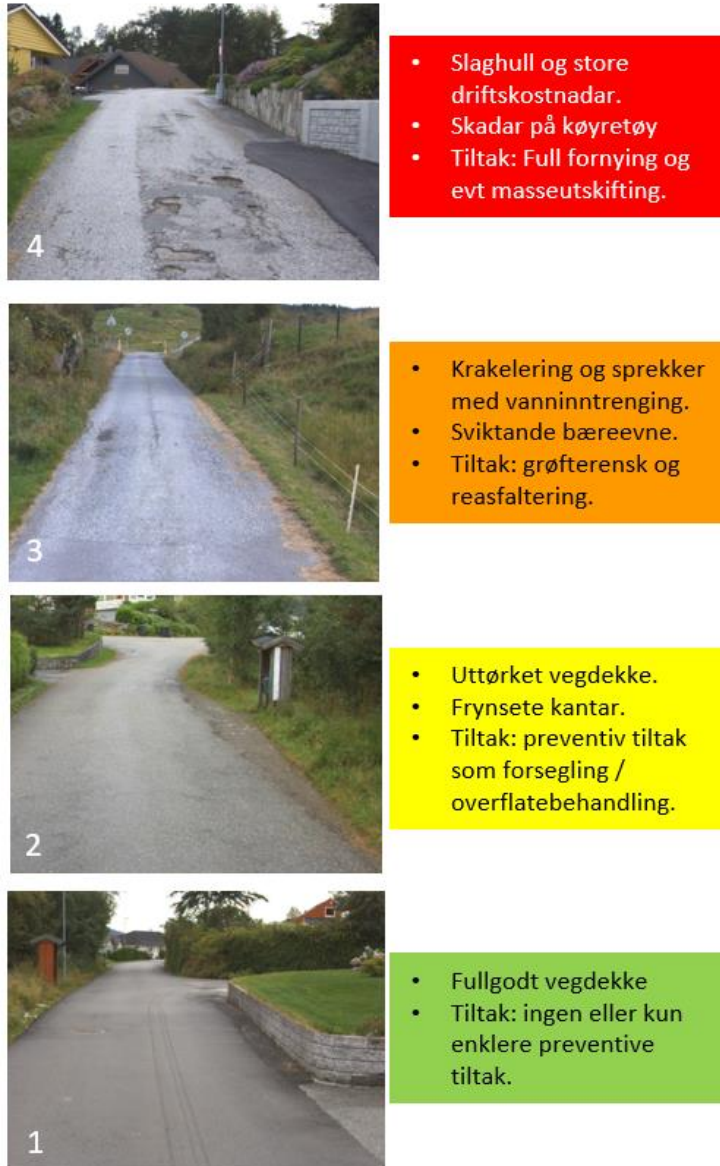 4
• Slaghull og store
driftskostnadar.
• Skadar på køyretøy
• Tiltak: Full fornying og
evt masseutskifting.
3
• Krakelering og sprekker
med vanninntrenging.
• Sviktande bæreevne.
• Tiltak: grøfterensk og
reasfaltering.
2
• Uttørket vegdekke.
• Frynsete kantar.
• Tiltak: preventiv tiltak
som forsegling /
overflatebehandling.
1
• Fullgodt vegdekke
• Tiltak: ingen eller kun
enklere preventive
tiltak.